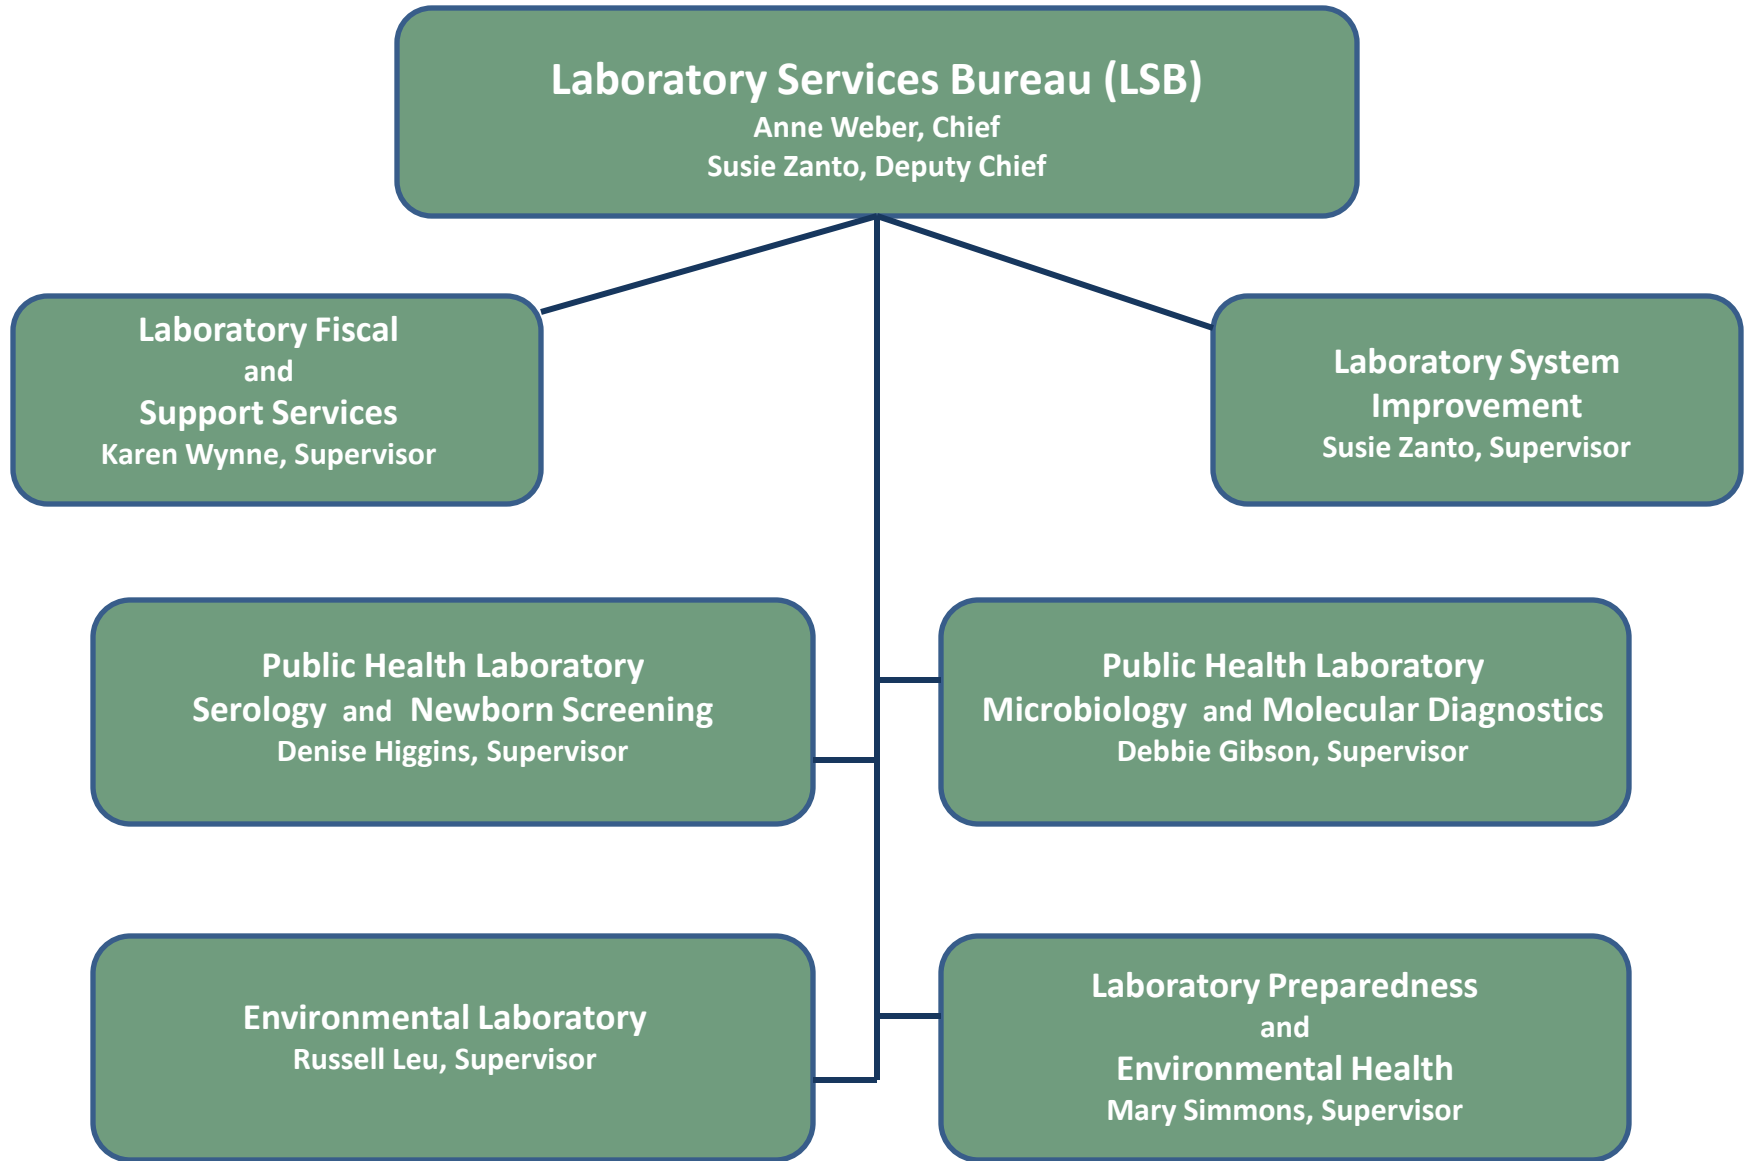 Laboratory Services Bureau (LSB)
Anne Weber, Chief
Susie Zanto, Deputy Chief
Laboratory Fiscal
and
Support Services
Karen Wynne, Supervisor
Laboratory System
Improvement
Susie Zanto, Supervisor
Public Health Laboratory
Serology and Newborn Screening
Denise Higgins, Supervisor
Public Health Laboratory
Microbiology and Molecular Diagnostics
Debbie Gibson, Supervisor
Environmental Laboratory
Russell Leu, Supervisor
Laboratory Preparedness
and
Environmental Health
Mary Simmons, Supervisor